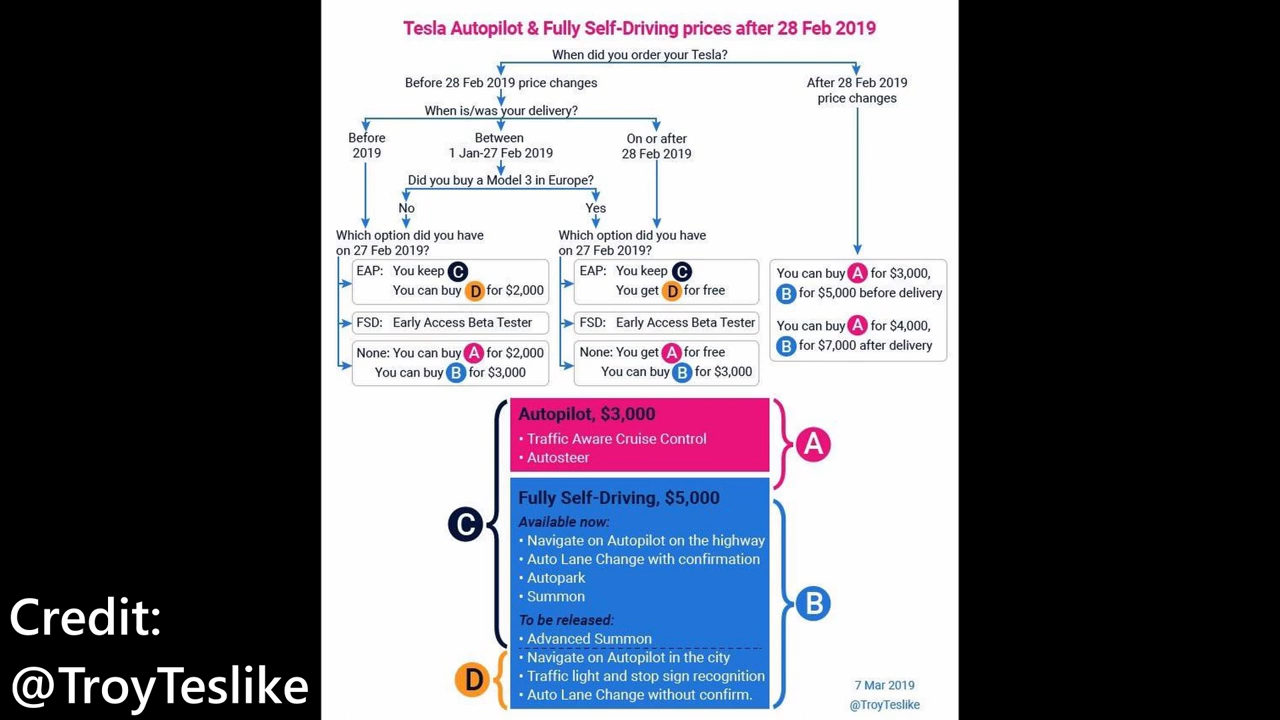 Tesla Autopilot & Fully Self-Driving prices after 28 Feb 2019
When did you order your Tesla?
Before 28 Feb 2019 price changes
After 28 Feb 2019
price changes
When is/was your delivery?
Before
2019
Between
1 Jan-27 Feb 2019
On or after
28 Feb 2019
Did you buy a Model 3 in Europe?
No
Yes
Which option did you have
on 27 Feb 2019?
EAP: You keep C
You can buy D for $2,000
FSD: Early Access Beta Tester
None: You can buy A for $2,000
You can buy B for $3,000
Which option did you have
on 27 Feb 2019?
EAP: You keep C
You get D for free
FSD: Early Access Beta Tester
None: You get A for free
You can buy B for $3,000
You can buy A for $3,000,
B for $5,000 before delivery
You can buy A for $4,000,
B for $7,000 after delivery
Autopilot, $3,000
• Traffic Aware Cruise Control
• Autosteer
A
Fully Self-Driving, $5,000
Available now:
• Navigate on Autopilot on the highway
• Auto Lane Change with confirmation
• Autopark
• Summon
To be released:
• Advanced Summon
• Navigate on Autopilot in the city
• Traffic light and stop sign recognition
• Auto Lane Change without confirm.
C
B
D
7 Mar 2019
@TroyTeslike
Credit:
@TroyTeslike